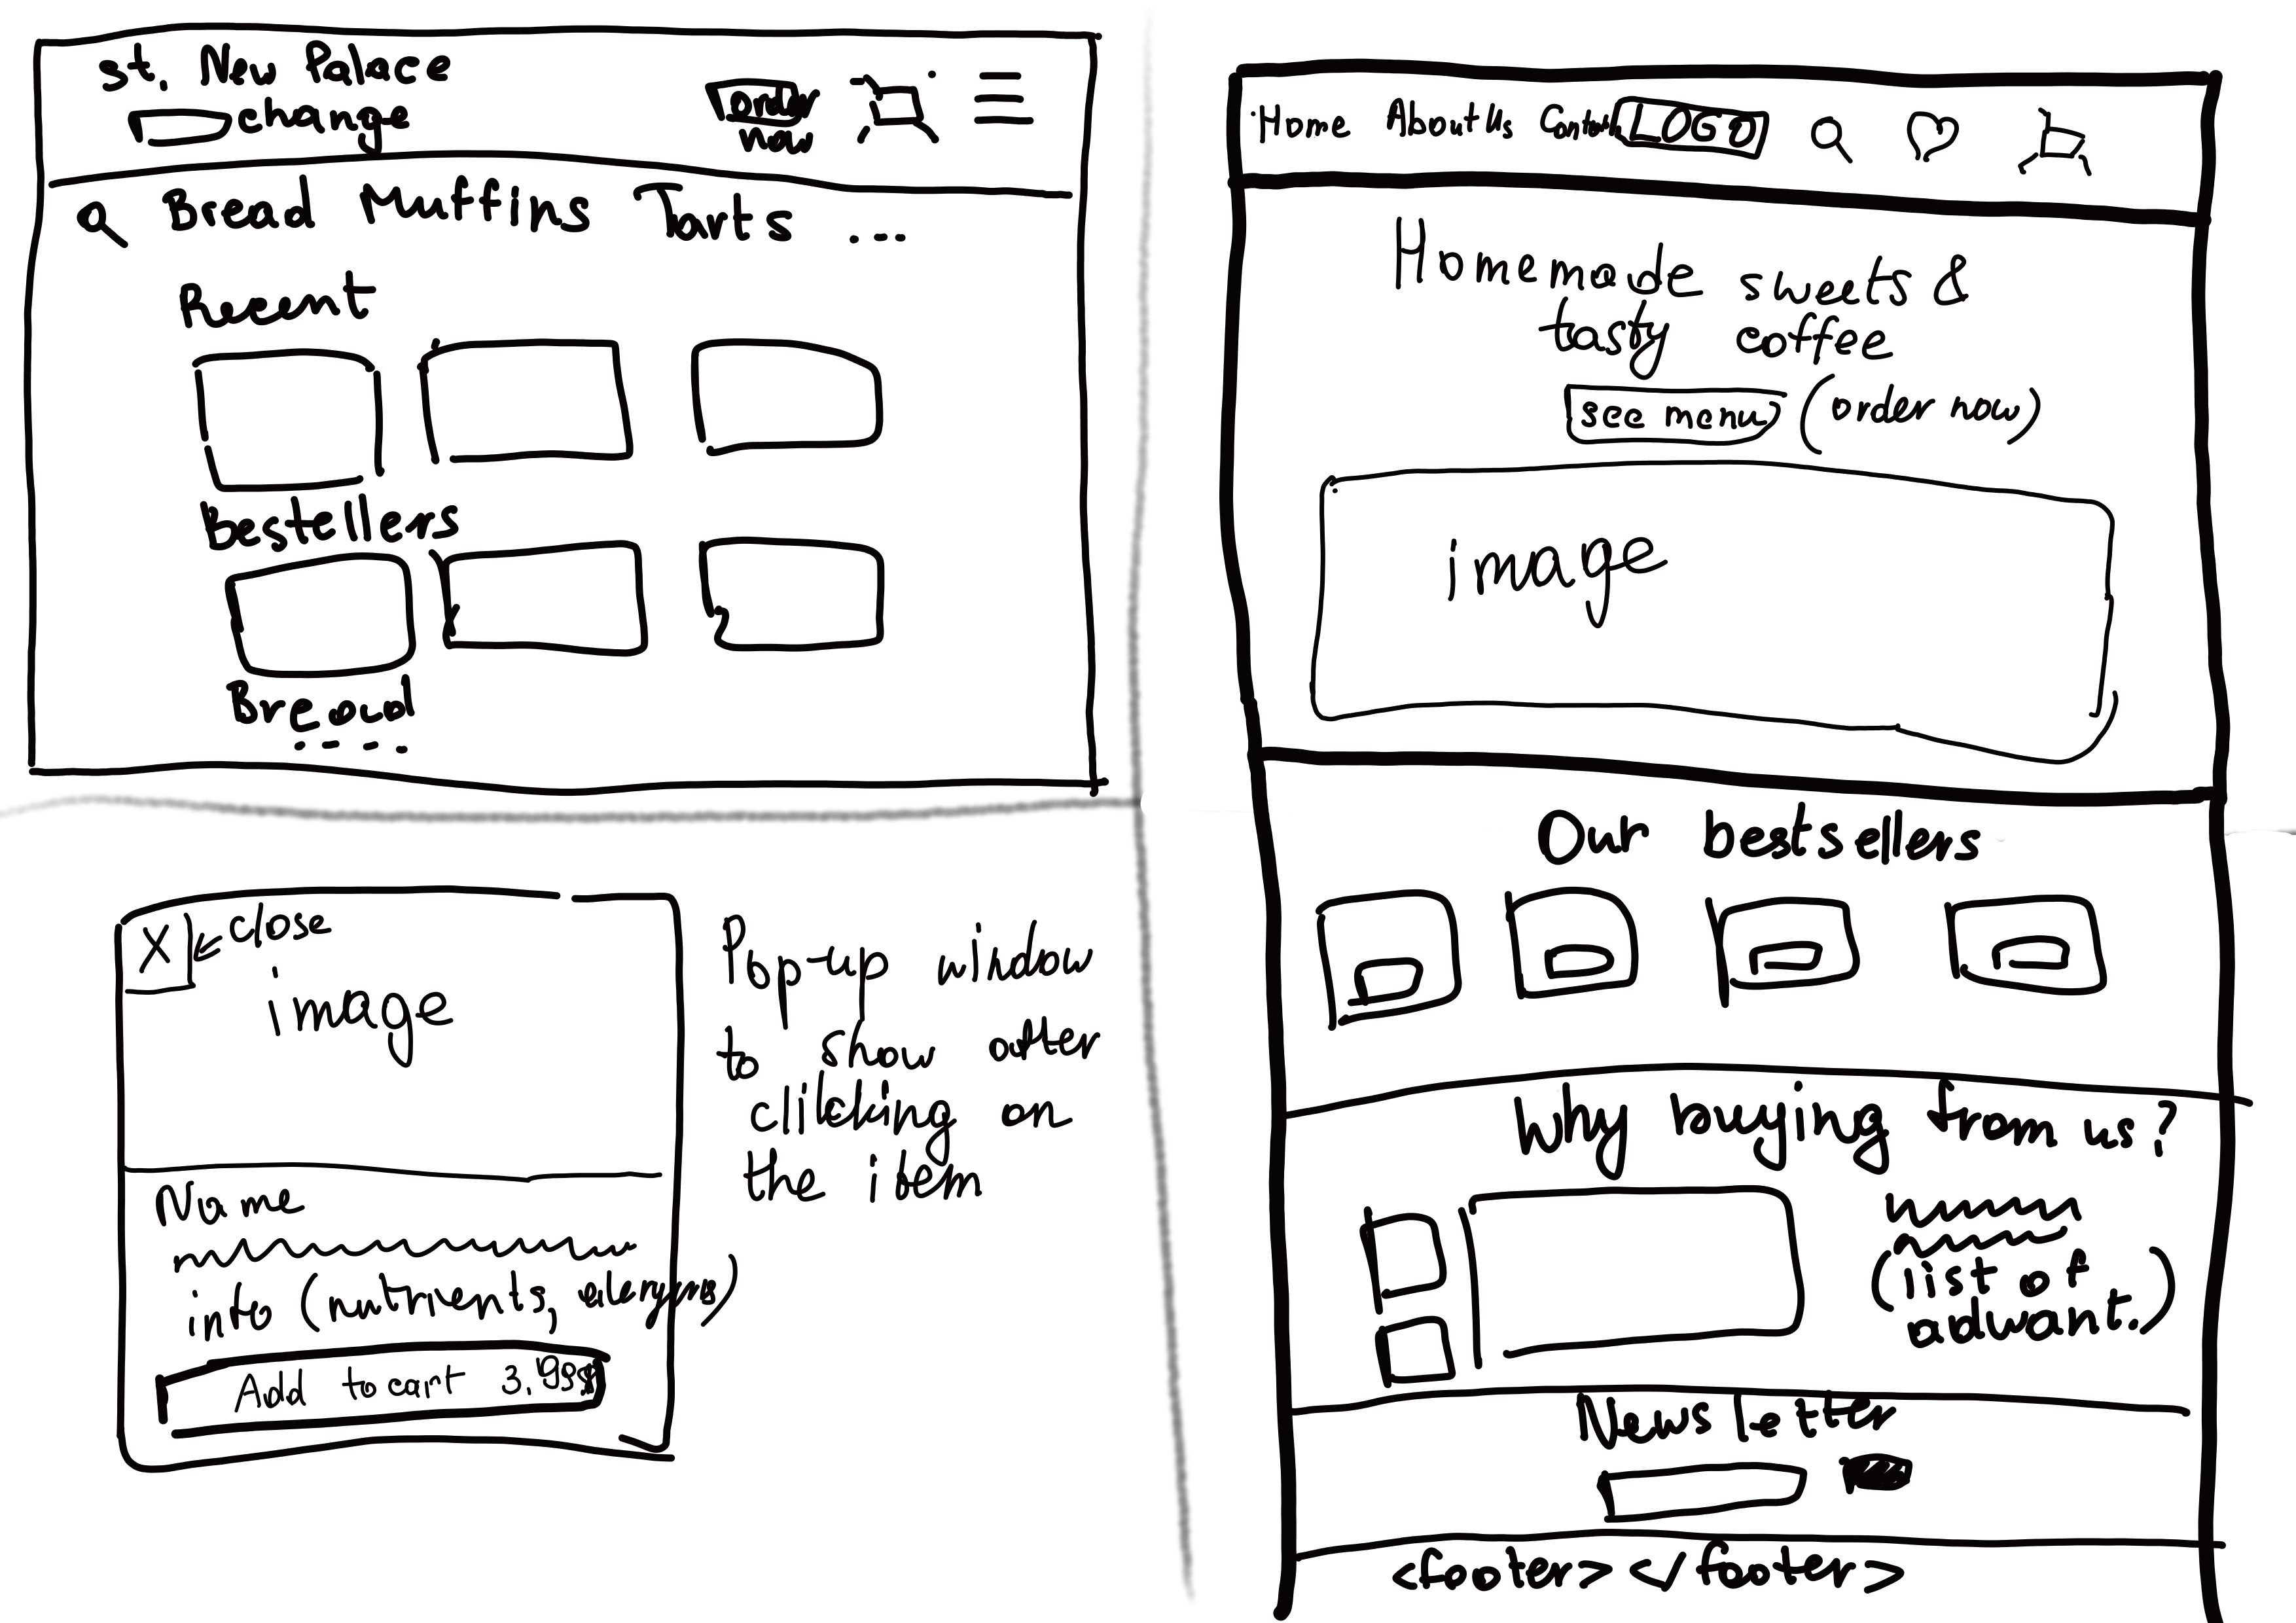 st. New Palace
change
order
now
Bread Muffins Tarts ...
Recent
Bestellers
Bread
....
X close
image
Name
info (nutrients, alergens)
Add to cart 3.99$
Pop-up window
to show after
clilcking on
the item
Home About Us Contact LOGO
Homemade sweets &
tasty coffee
see menu (order now)
image
Our bestsellers
Why buying from us?
(list of
adwant.)
Newsletter
<footer> </footer>